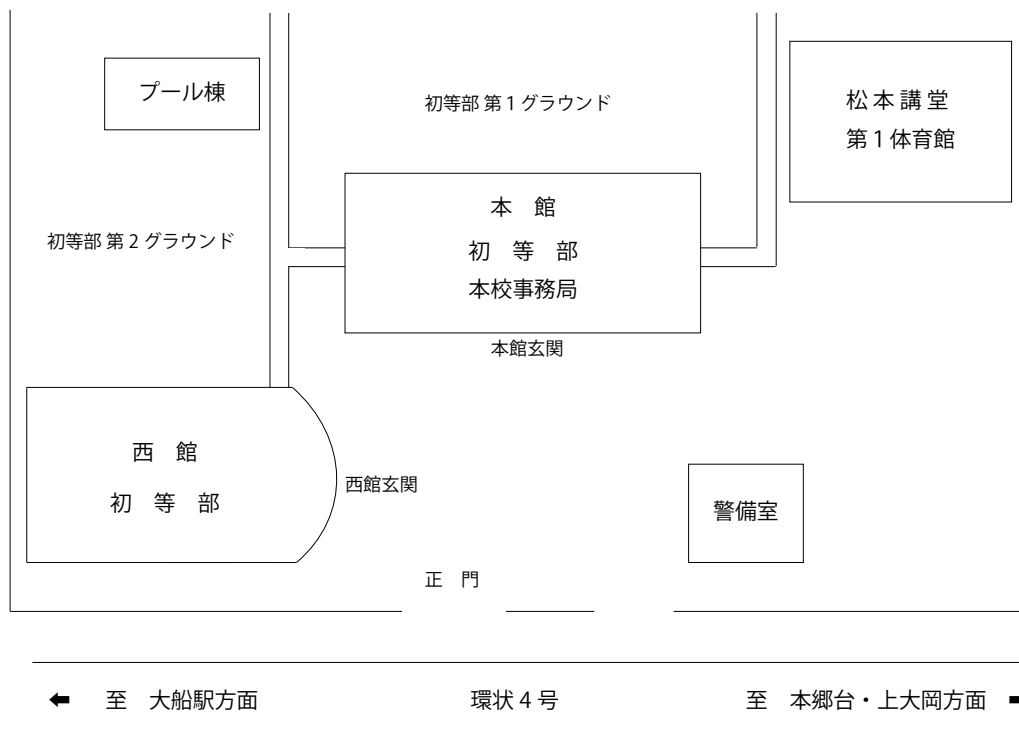 プール棟
初等部 第1グラウンド
松本講堂
第1体育館
本 館
初 等 部
本校事務局
初等部 第2グラウンド
本館玄関
西 館
初 等 部
西館玄関
警備室
正 門
⬅ 至 大船駅方面
環状4号
至 本郷台・上大岡方面 ➡